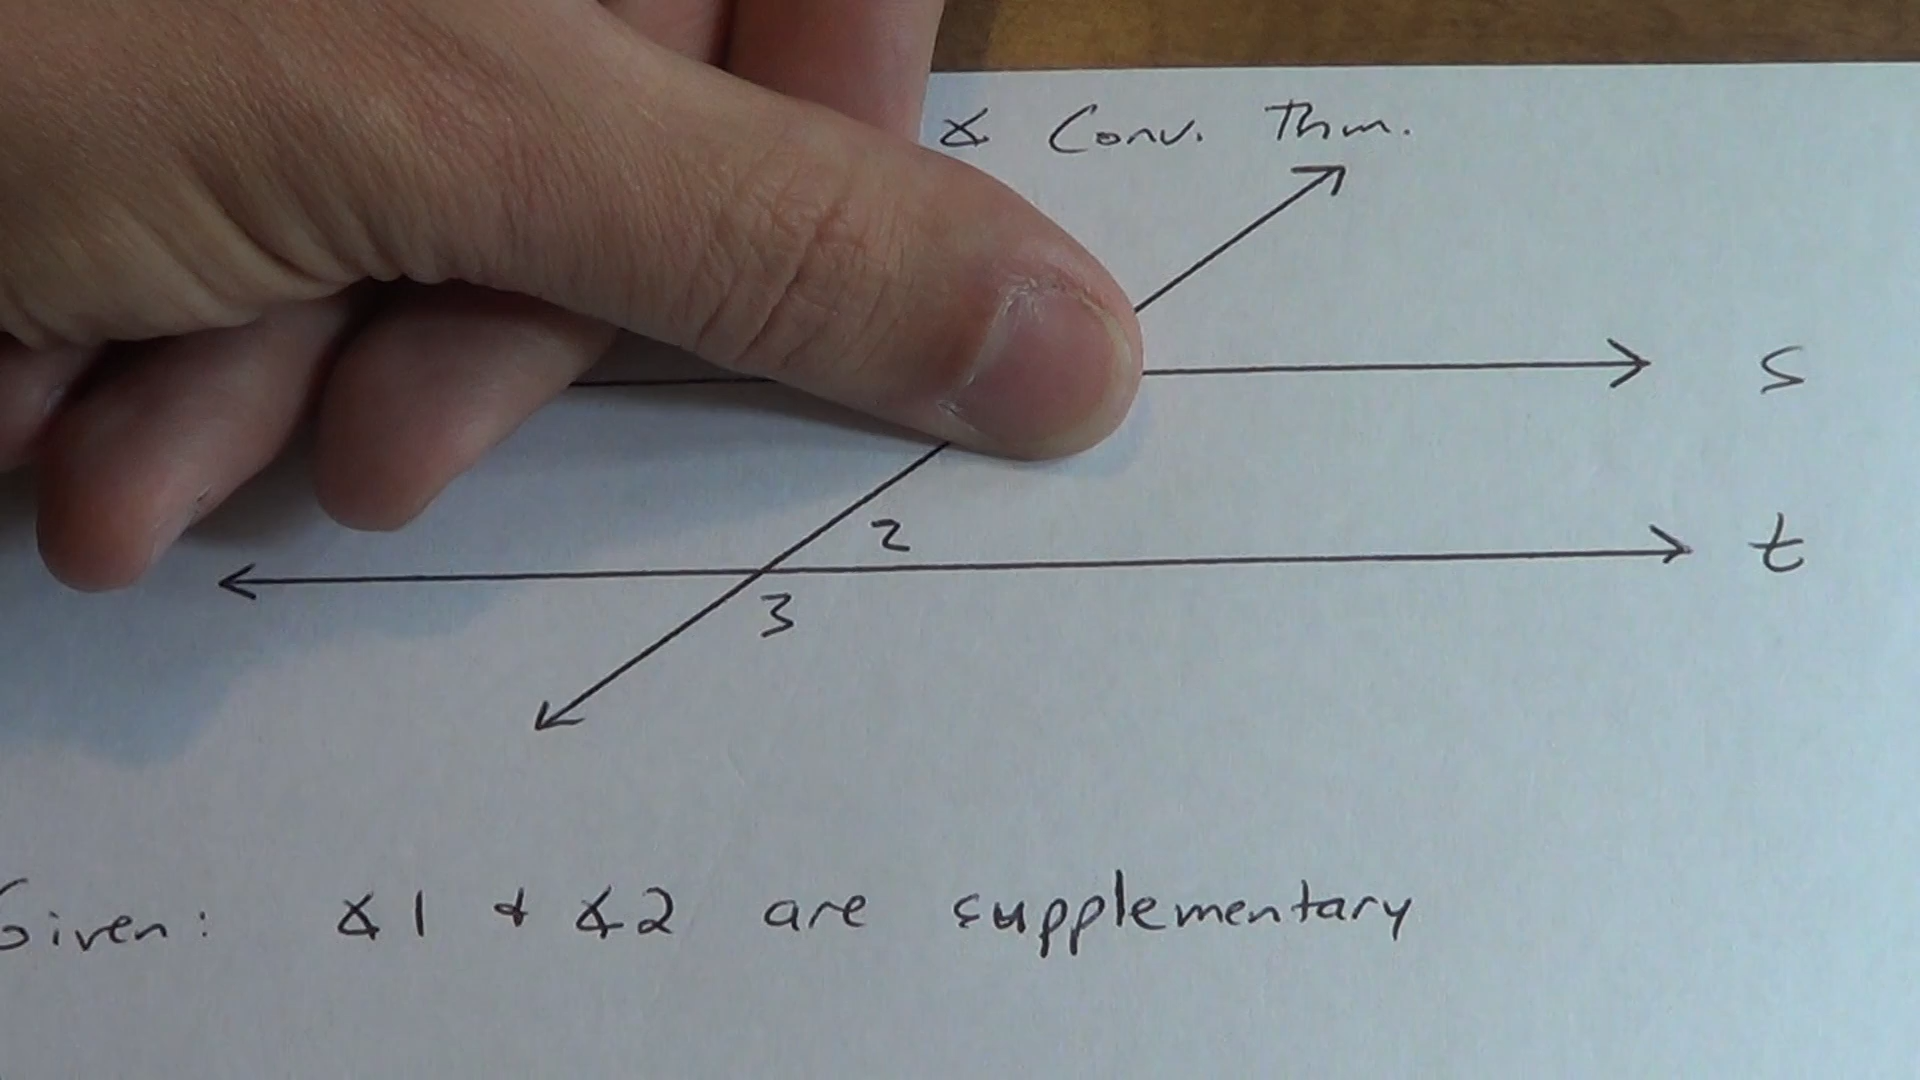 ∡ Conv. Thm.
s
2
t
3
Given: ∡1 & ∡2 are supplementary